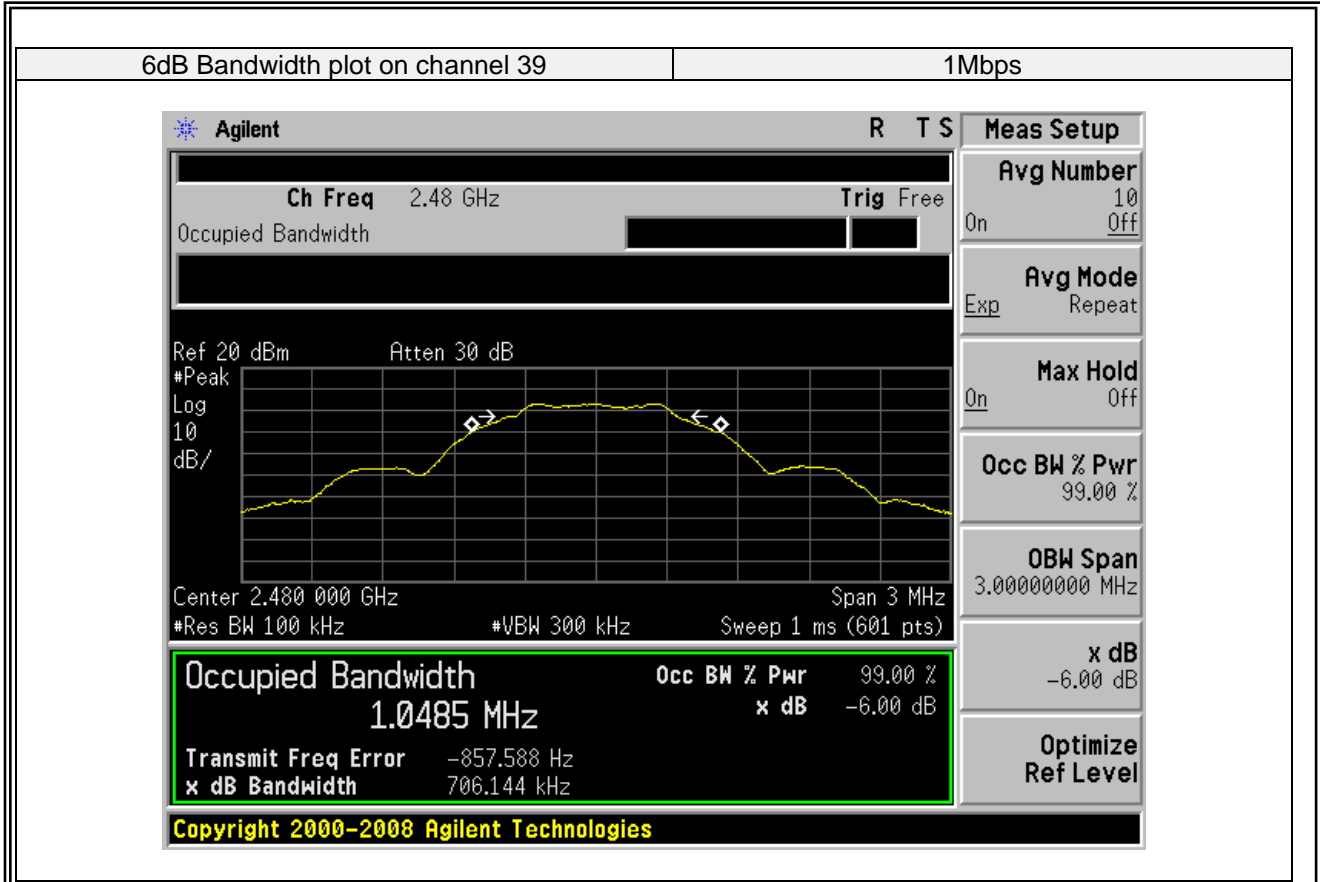 6dB Bandwidth plot on channel 39 1Mbps
Agilent R T S Meas Setup
Ch Freq 2.48 GHz Trig Free
Occupied Bandwidth
Avg Number
10
On Off
Avg Mode
Exp Repeat
Ref 20 dBm Atten 30 dB
#Peak
Log
10
dB/
Max Hold
On Off
Occ BW % Pwr
99.00 %
OBW Span
3.00000000 MHz
Center 2.480 000 GHz Span 3 MHz
#Res BW 100 kHz #VBW 300 kHz Sweep 1 ms (601 pts)
x dB
-6.00 dB
Occupied Bandwidth Occ BW % Pwr 99.00 %
1.0485 MHz x dB -6.00 dB
Transmit Freq Error -857.588 Hz
x dB Bandwidth 706.144 kHz
Optimize
Ref Level
Copyright 2000-2008 Agilent Technologies